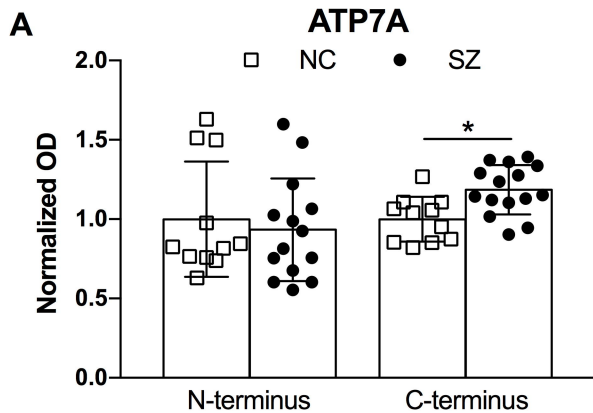 A
ATP7A
NC SZ
Normalized OD
2.0
1.5
1.0
0.5
0.0
*
N-terminus C-terminus